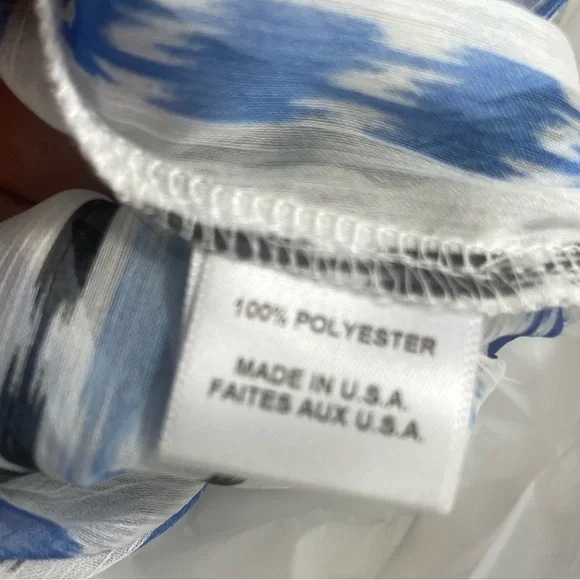 100% POLYESTER
MADE IN U.S.A.
FAITES AUX U.S.A.